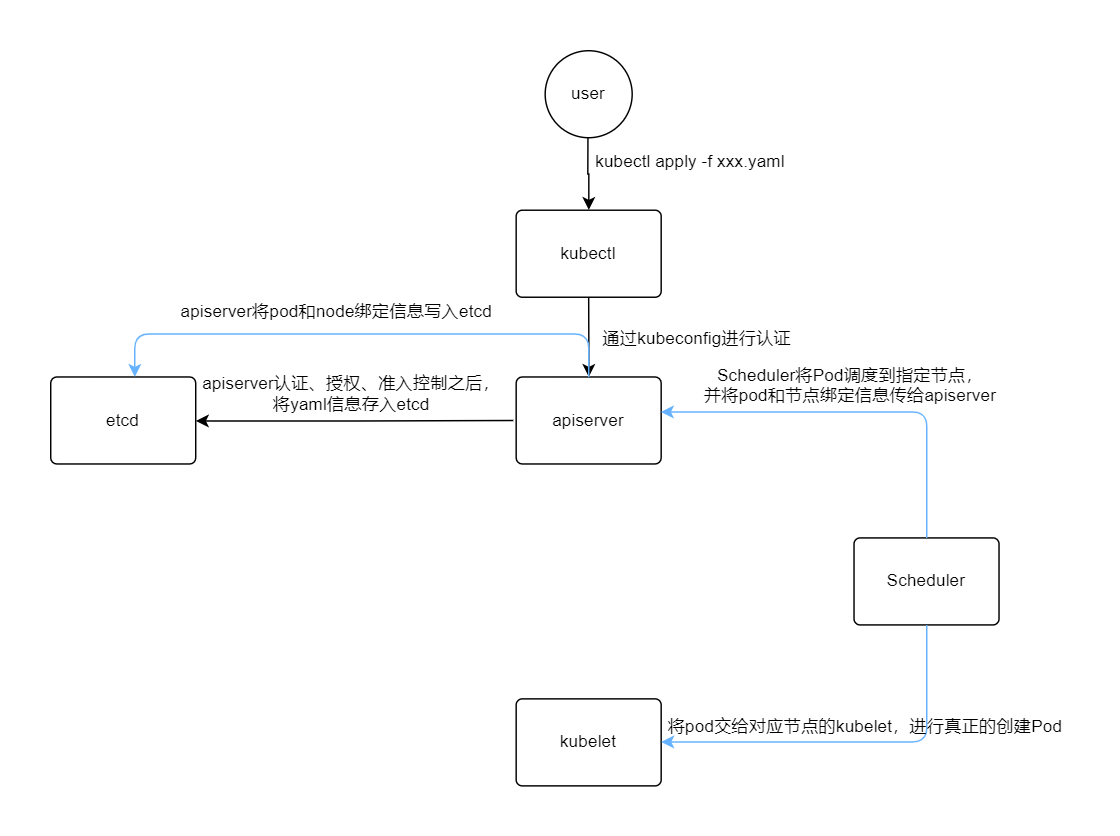 user
kubectl apply -f xxx.yaml
kubectl
apiserver将pod和node绑定信息写入etcd
通过kubeconfig进行认证
apiserver认证、授权、准入控制之后，
将yaml信息存入etcd
Scheduler将Pod调度到指定节点，
并将pod和节点绑定信息传给apiserver
etcd
apiserver
Scheduler
将pod交给对应节点的kubelet，进行真正的创建Pod
kubelet